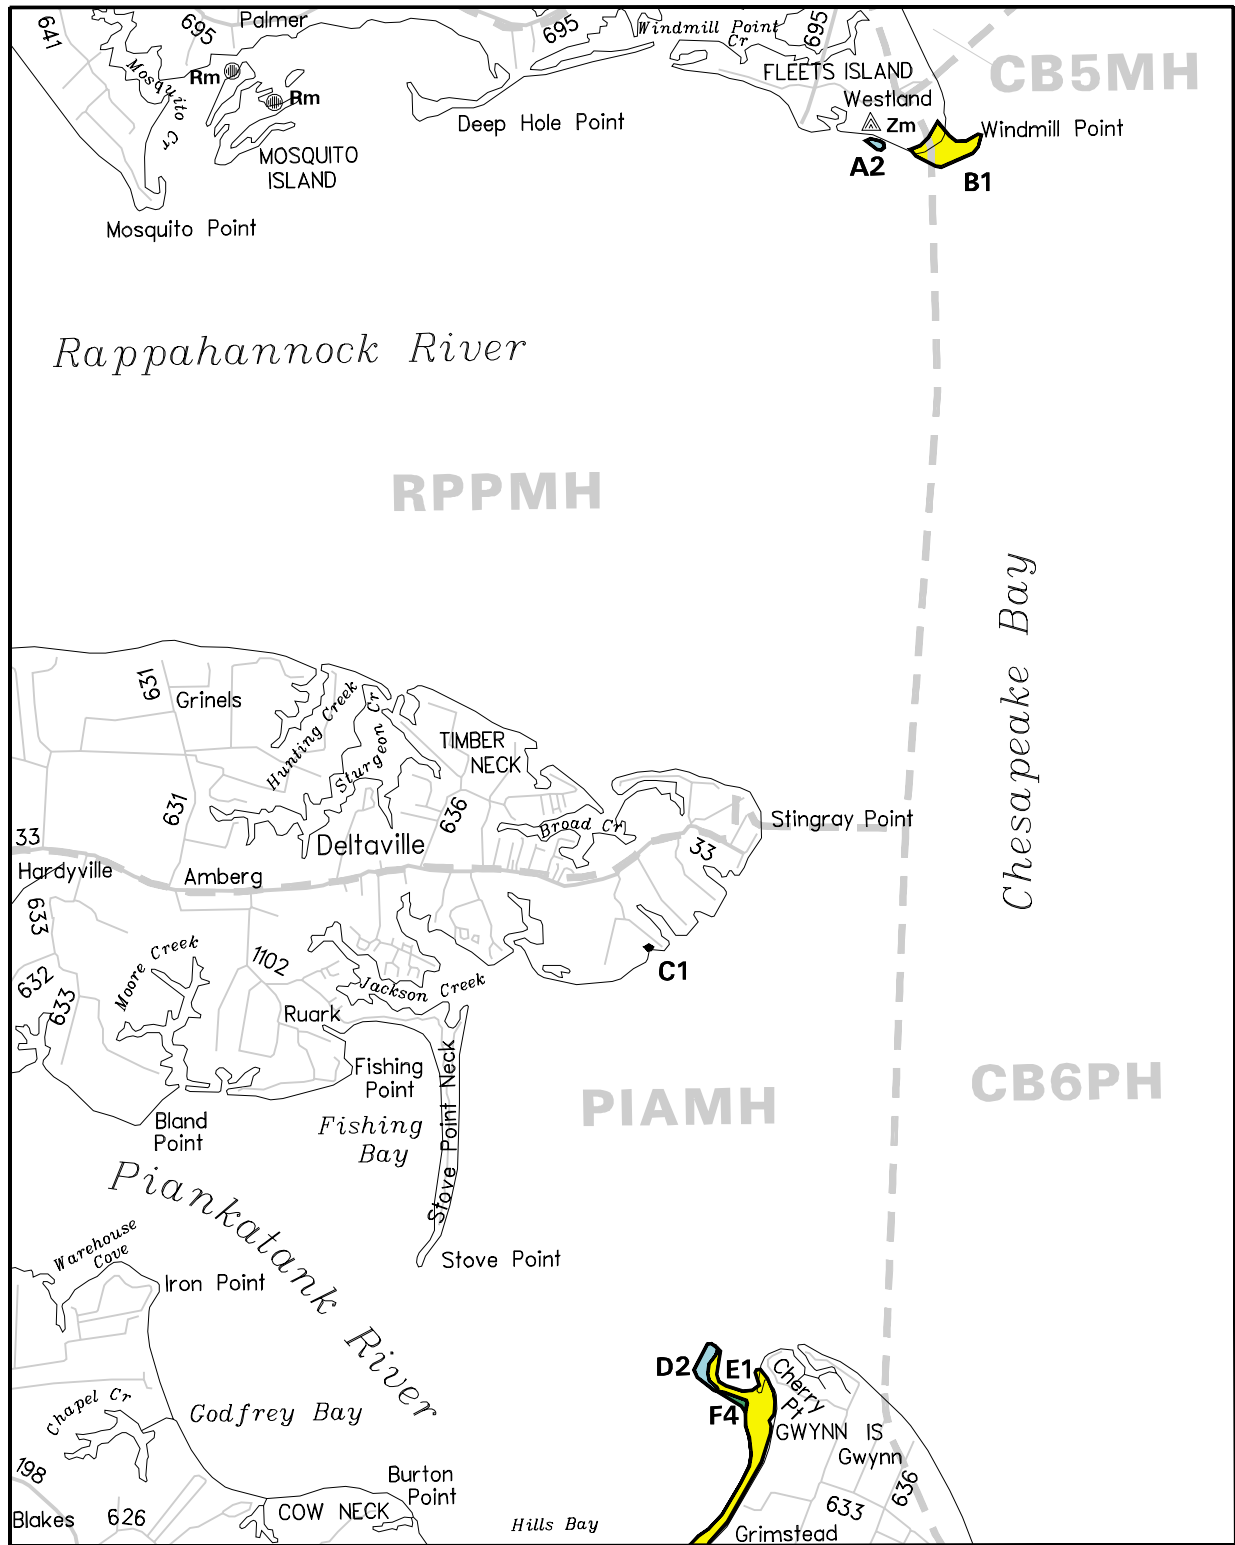 641
695
Palmer
695
Windmill Point
Cr
695
CB5MH
Mosquito Cr
Rm
Rm
FLEETS ISLAND
Westland
Zm
Deep Hole Point
Windmill Point
MOSQUITO
ISLAND
A2
B1
Mosquito Point
Rappahannock River
RPPMH
Chesapeake Bay
631
Grinels
Hunting Creek
Sturgeon Cr
TIMBER
NECK
631
636
33
Deltaville
Broad Cr
Stingray Point
33
Hardyville
Amberg
633
Moore Creek
1102
C1
632
633
Jackson Creek
Ruark
Stove Point Neck
Fishing
Point
CB6PH
PIAMH
Bland
Point
Fishing
Bay
Piankatank River
Warehouse
Cove
Stove Point
Iron Point
D2
E1
Cherry
Pt
F4
Chapel Cr
Godfrey Bay
GWYNN IS
Gwynn
198
Burton
Point
636
633
Blakes
626
COW NECK
Hills Bay
Grimstead